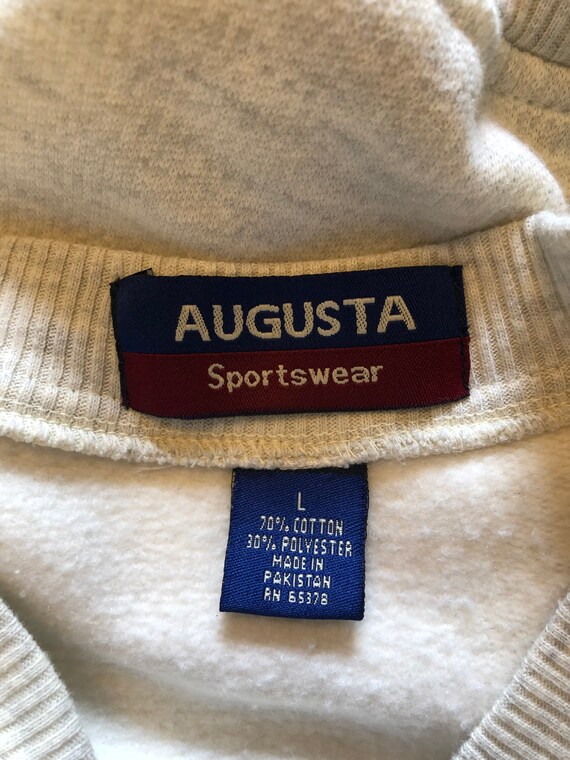 AUGUSTA
Sportswear
L
70% COTTON
30% POLYESTER
MADE IN
PAKISTAN
RN 65378